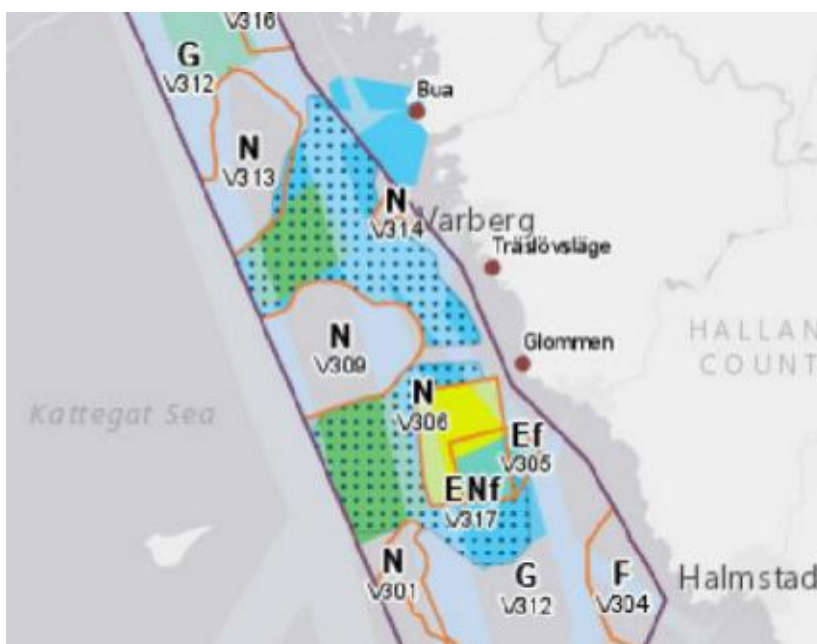 V316
G
V312
Bua
N
V313
N
V314
Varberg
Träslövsläge
N
V309
Glommen
HALLAN
COUNT
Kattegat Sea
N
V306
Ef
V305
ENf
V317
N
V301
G
V312
F
V304
Halmstad